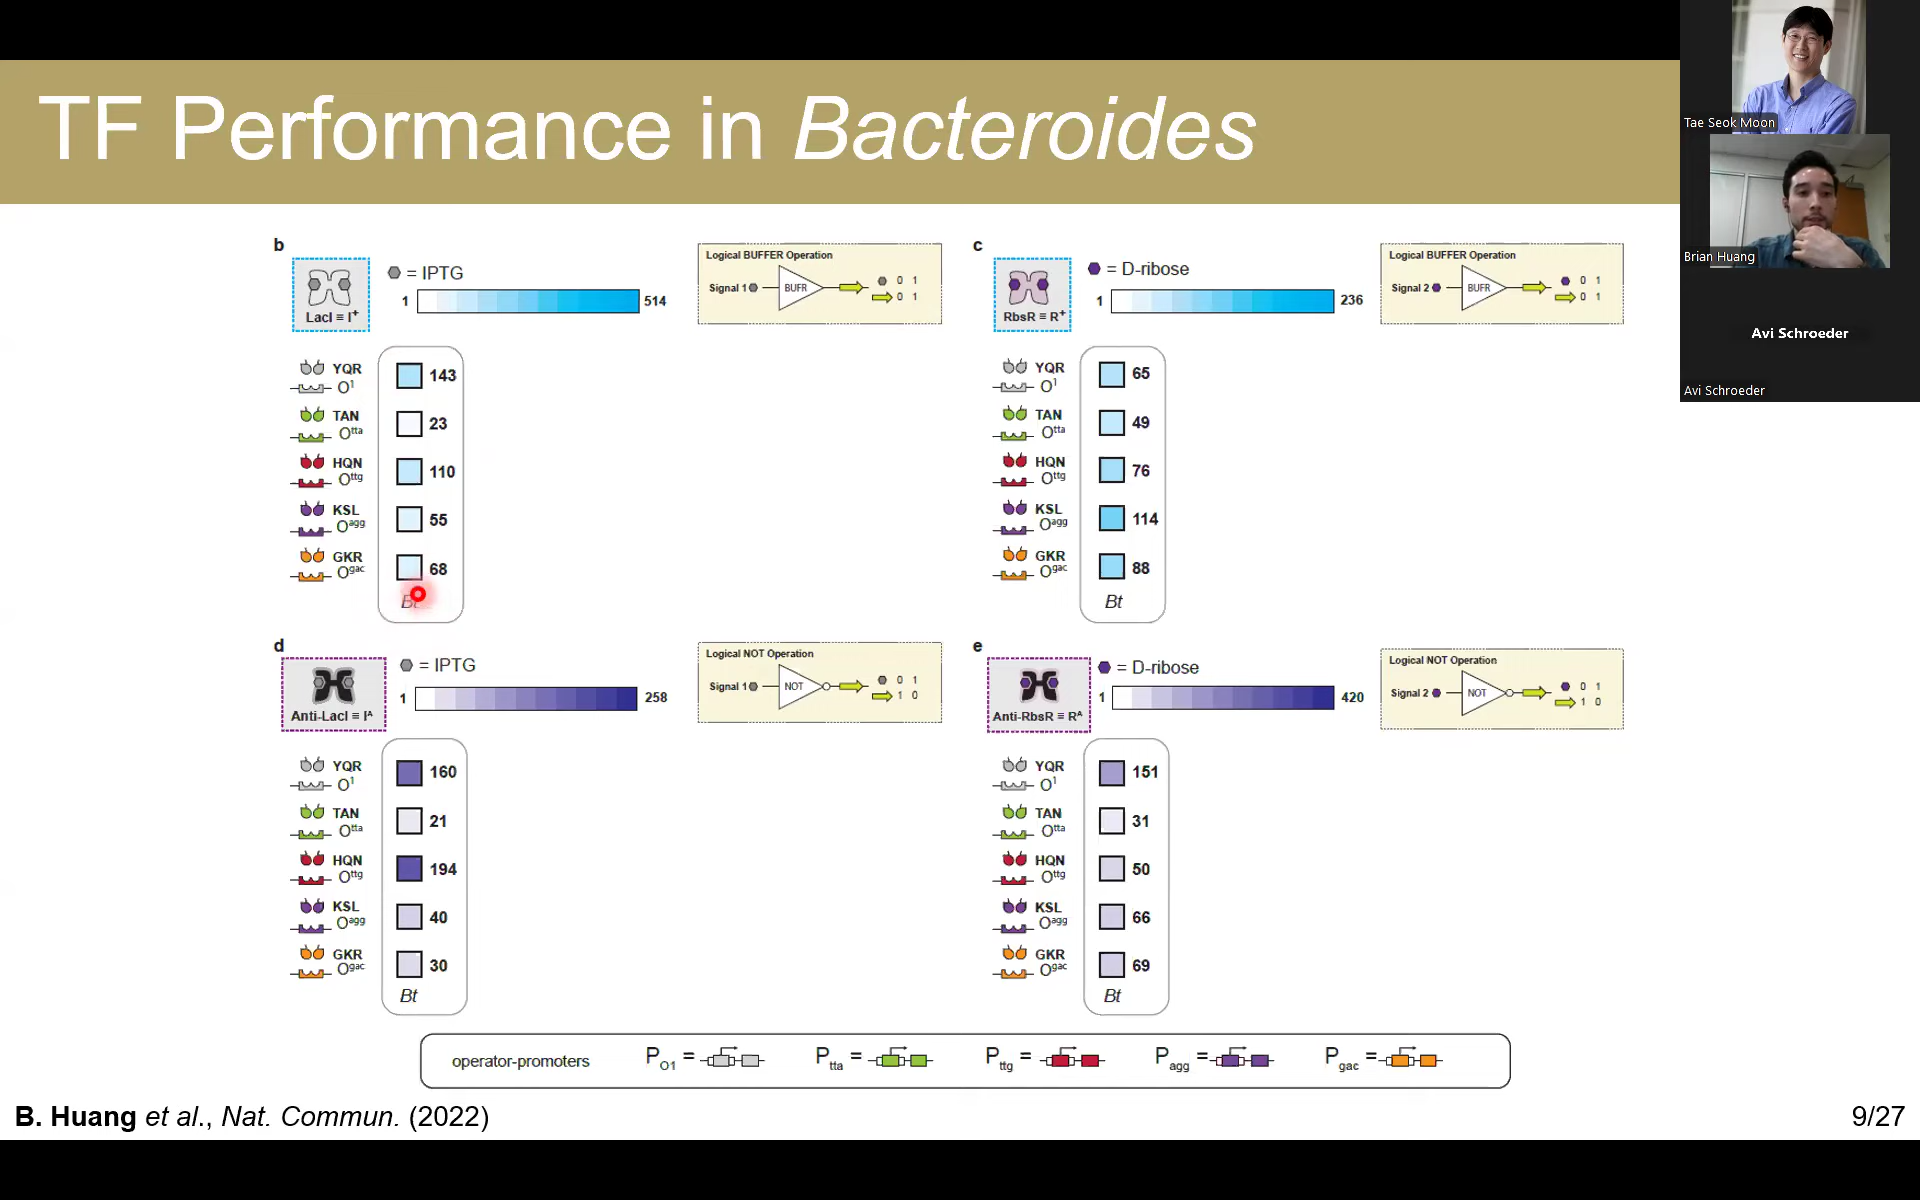 TF Performance in Bacteroides
Tae Seok Moon
Brian Huang
Avi Schroeder
Avi Schroeder
b
= IPTG
1 514
LacI ≡ I⁺
Logical BUFFER Operation
Signal 1 BUFR 0 1
0 1
YQR 143
O¹
TAN 23
Oᵗᵗᵃ
HQN 110
Oᵗᵗᵍ
KSL 55
Oᵃᵍᵍ
GKR 68
Oᵍᵃᶜ
Bt
c
= D-ribose
1 236
RbsR ≡ R⁺
Logical BUFFER Operation
Signal 2 BUFR 0 1
0 1
YQR 65
O¹
TAN 49
Oᵗᵗᵃ
HQN 76
Oᵗᵗᵍ
KSL 114
Oᵃᵍᵍ
GKR 88
Oᵍᵃᶜ
Bt
d
= IPTG
1 258
Anti-LacI ≡ Iᴬ
Logical NOT Operation
Signal 1 NOT 0 1
1 0
YQR 160
O¹
TAN 21
Oᵗᵗᵃ
HQN 194
Oᵗᵗᵍ
KSL 40
Oᵃᵍᵍ
GKR 30
Oᵍᵃᶜ
Bt
e
= D-ribose
1 420
Anti-RbsR ≡ Rᴬ
Logical NOT Operation
Signal 2 NOT 0 1
1 0
YQR 151
O¹
TAN 31
Oᵗᵗᵃ
HQN 50
Oᵗᵗᵍ
KSL 66
Oᵃᵍᵍ
GKR 69
Oᵍᵃᶜ
Bt
operator-promoters P_O1 = P_tta = P_ttg = P_agg = P_gac =
B. Huang et al., Nat. Commun. (2022)
9/27